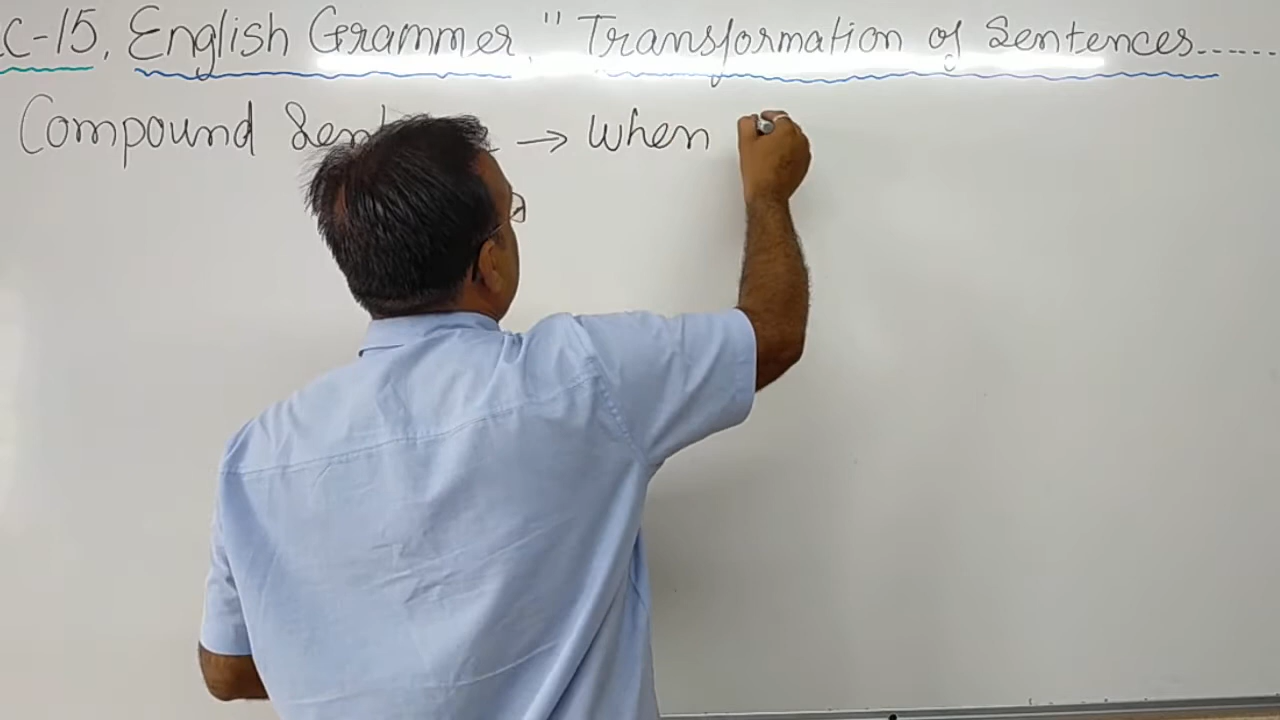 C-15, English Grammer, " Transformation of Sentences......
Compound → When